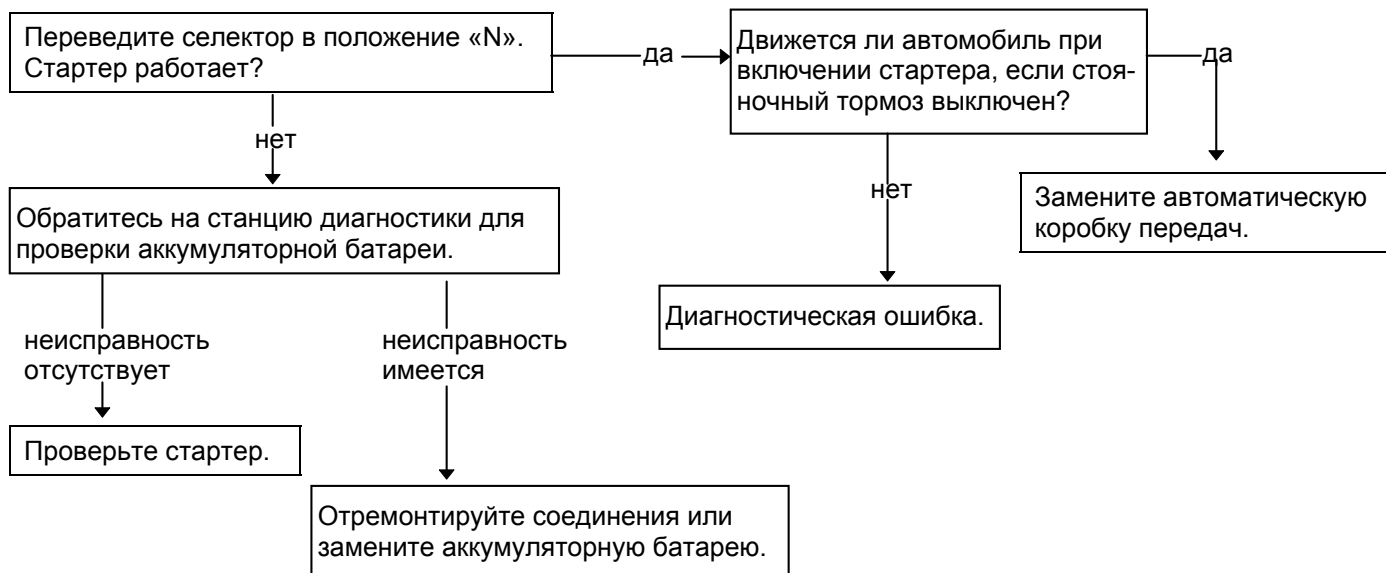 Переведите селектор в положение «N».
Стартер работает?
да
Движется ли автомобиль при
включении стартера, если стоя-
ночный тормоз выключен?
да
нет
нет
Замените автоматическую
коробку передач.
Обратитесь на станцию диагностики для
проверки аккумуляторной батареи.
Диагностическая ошибка.
неисправность
отсутствует
неисправность
имеется
Проверьте стартер.
Отремонтируйте соединения или
замените аккумуляторную батарею.